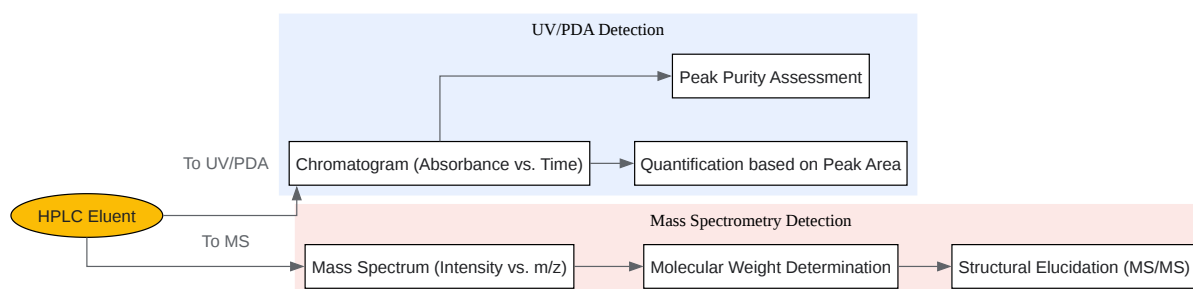 UV/PDA Detection
Peak Purity Assessment
To UV/PDA
Chromatogram (Absorbance vs. Time)
Quantification based on Peak Area
HPLC Eluent
Mass Spectrometry Detection
To MS
Mass Spectrum (Intensity vs. m/z)
Molecular Weight Determination
Structural Elucidation (MS/MS)